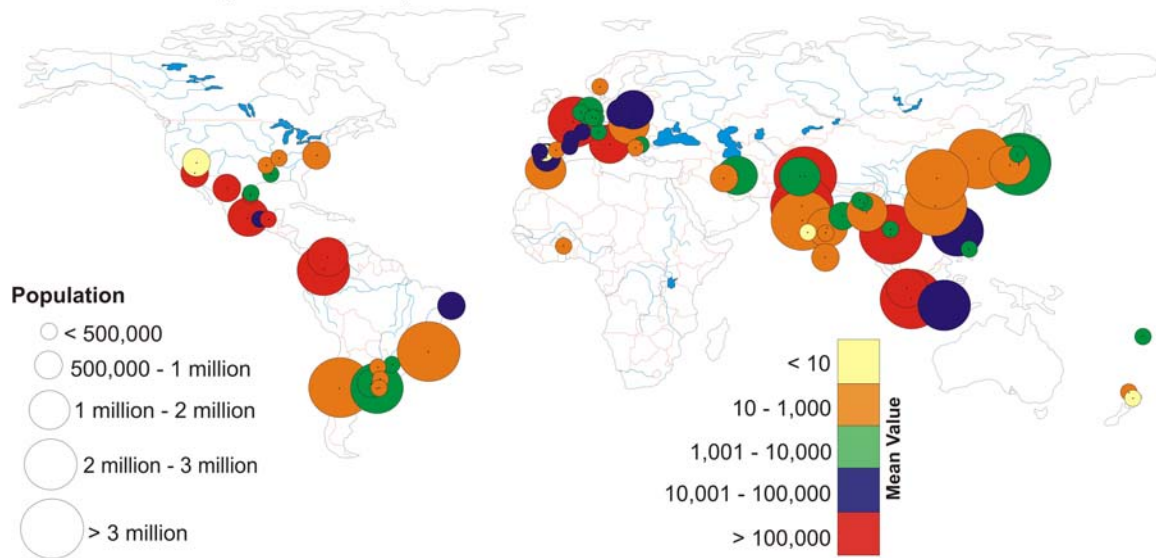 Population
< 500,000
500,000 - 1 million
1 million - 2 million
2 million - 3 million
> 3 million
< 10
10 - 1,000
1,001 - 10,000
10,001 - 100,000
> 100,000
Mean Value